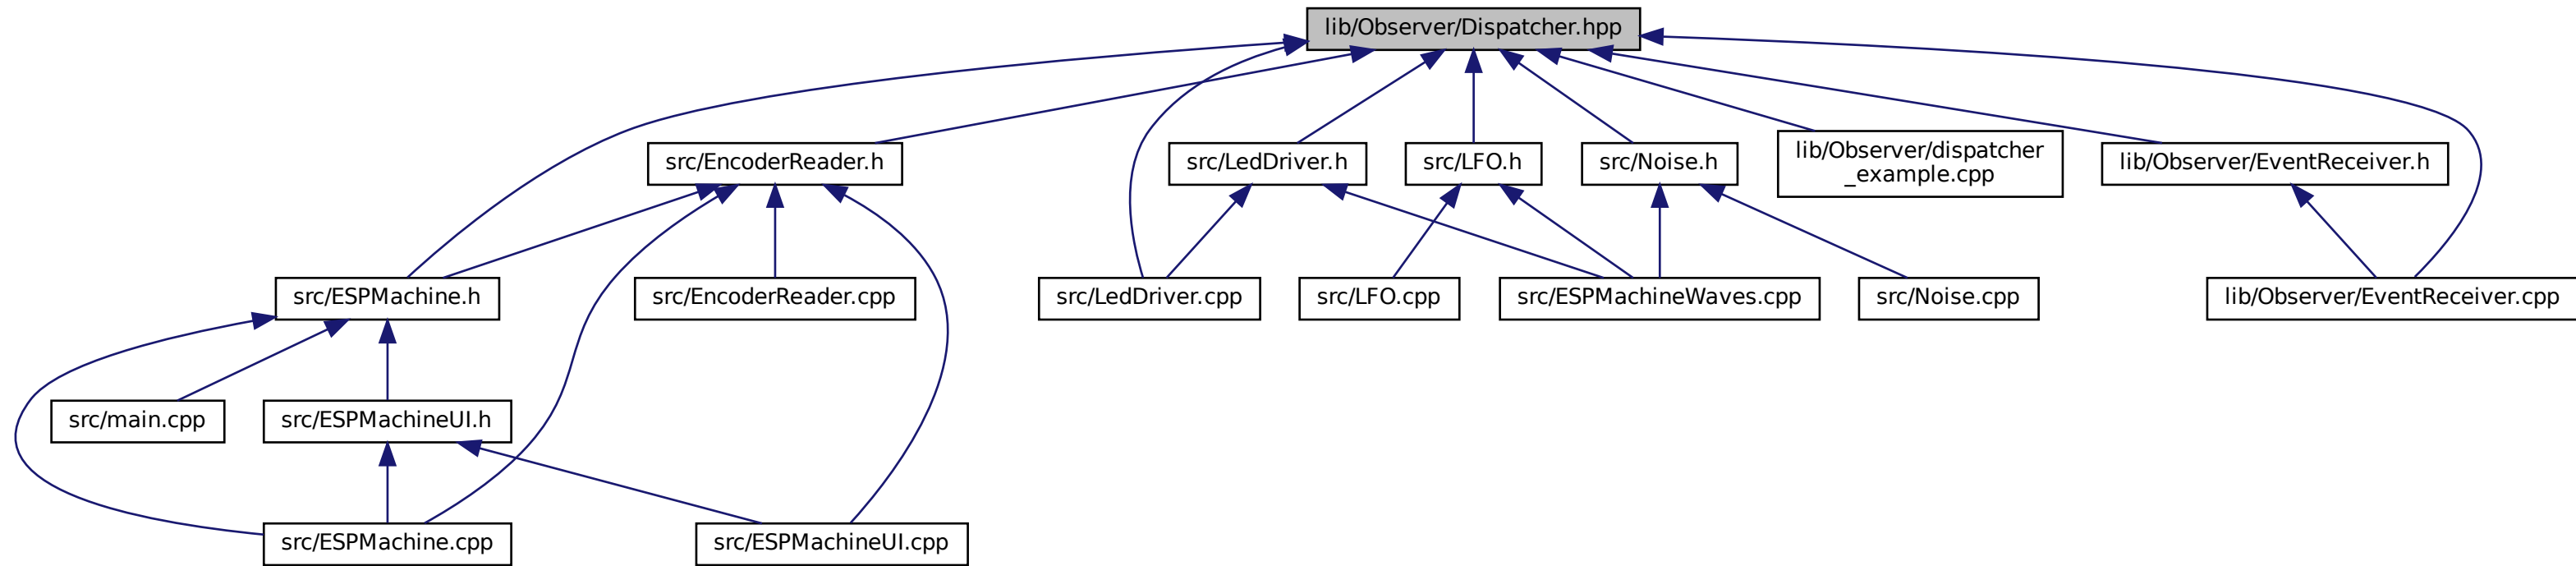 lib/Observer/Dispatcher.hpp
src/EncoderReader.h
src/LedDriver.h
src/LFO.h
src/Noise.h
lib/Observer/dispatcher
_example.cpp
lib/Observer/EventReceiver.h
src/ESPMachine.h
src/EncoderReader.cpp
src/LedDriver.cpp
src/LFO.cpp
src/ESPMachineWaves.cpp
src/Noise.cpp
lib/Observer/EventReceiver.cpp
src/main.cpp
src/ESPMachineUI.h
src/ESPMachine.cpp
src/ESPMachineUI.cpp